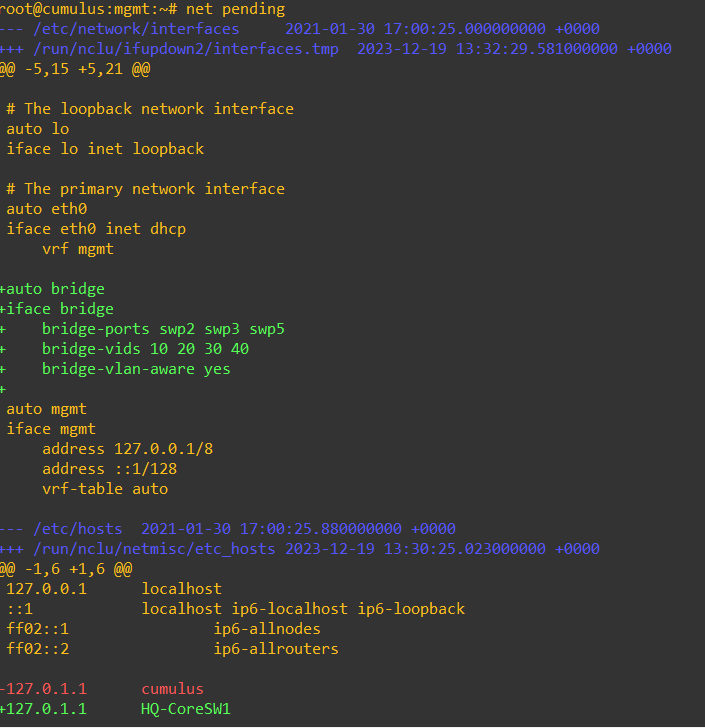 root@cumulus:mgmt:~# net pending
--- /etc/network/interfaces     2021-01-30 17:00:25.000000000 +0000
+++ /run/nclu/ifupdown2/interfaces.tmp  2023-12-19 13:32:29.581000000 +0000
@@ -5,15 +5,21 @@

 # The loopback network interface
 auto lo
 iface lo inet loopback

 # The primary network interface
 auto eth0
 iface eth0 inet dhcp
     vrf mgmt

+auto bridge
+iface bridge
+    bridge-ports swp2 swp3 swp5
+    bridge-vids 10 20 30 40
+    bridge-vlan-aware yes
+
 auto mgmt
 iface mgmt
     address 127.0.0.1/8
     address ::1/128
     vrf-table auto

--- /etc/hosts  2021-01-30 17:00:25.880000000 +0000
+++ /run/nclu/netmisc/etc_hosts 2023-12-19 13:30:25.023000000 +0000
@@ -1,6 +1,6 @@
 127.0.0.1      localhost
 ::1            localhost ip6-localhost ip6-loopback
 ff02::1                ip6-allnodes
 ff02::2                ip6-allrouters

-127.0.1.1      cumulus
+127.0.1.1      HQ-CoreSW1